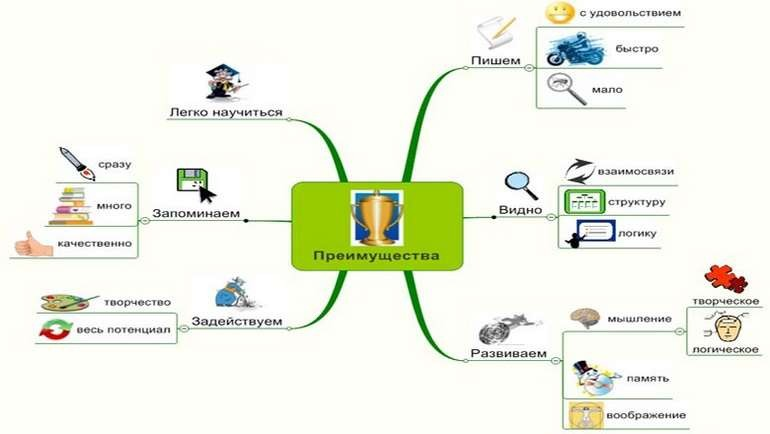 Преимущества
Пишем
с удовольствием
быстро
мало
Видно
взаимосвязи
структуру
логику
Развиваем
мышление
творческое
логическое
память
воображение
Легко научиться
Запоминаем
сразу
много
качественно
Задействуем
творчество
весь потенциал